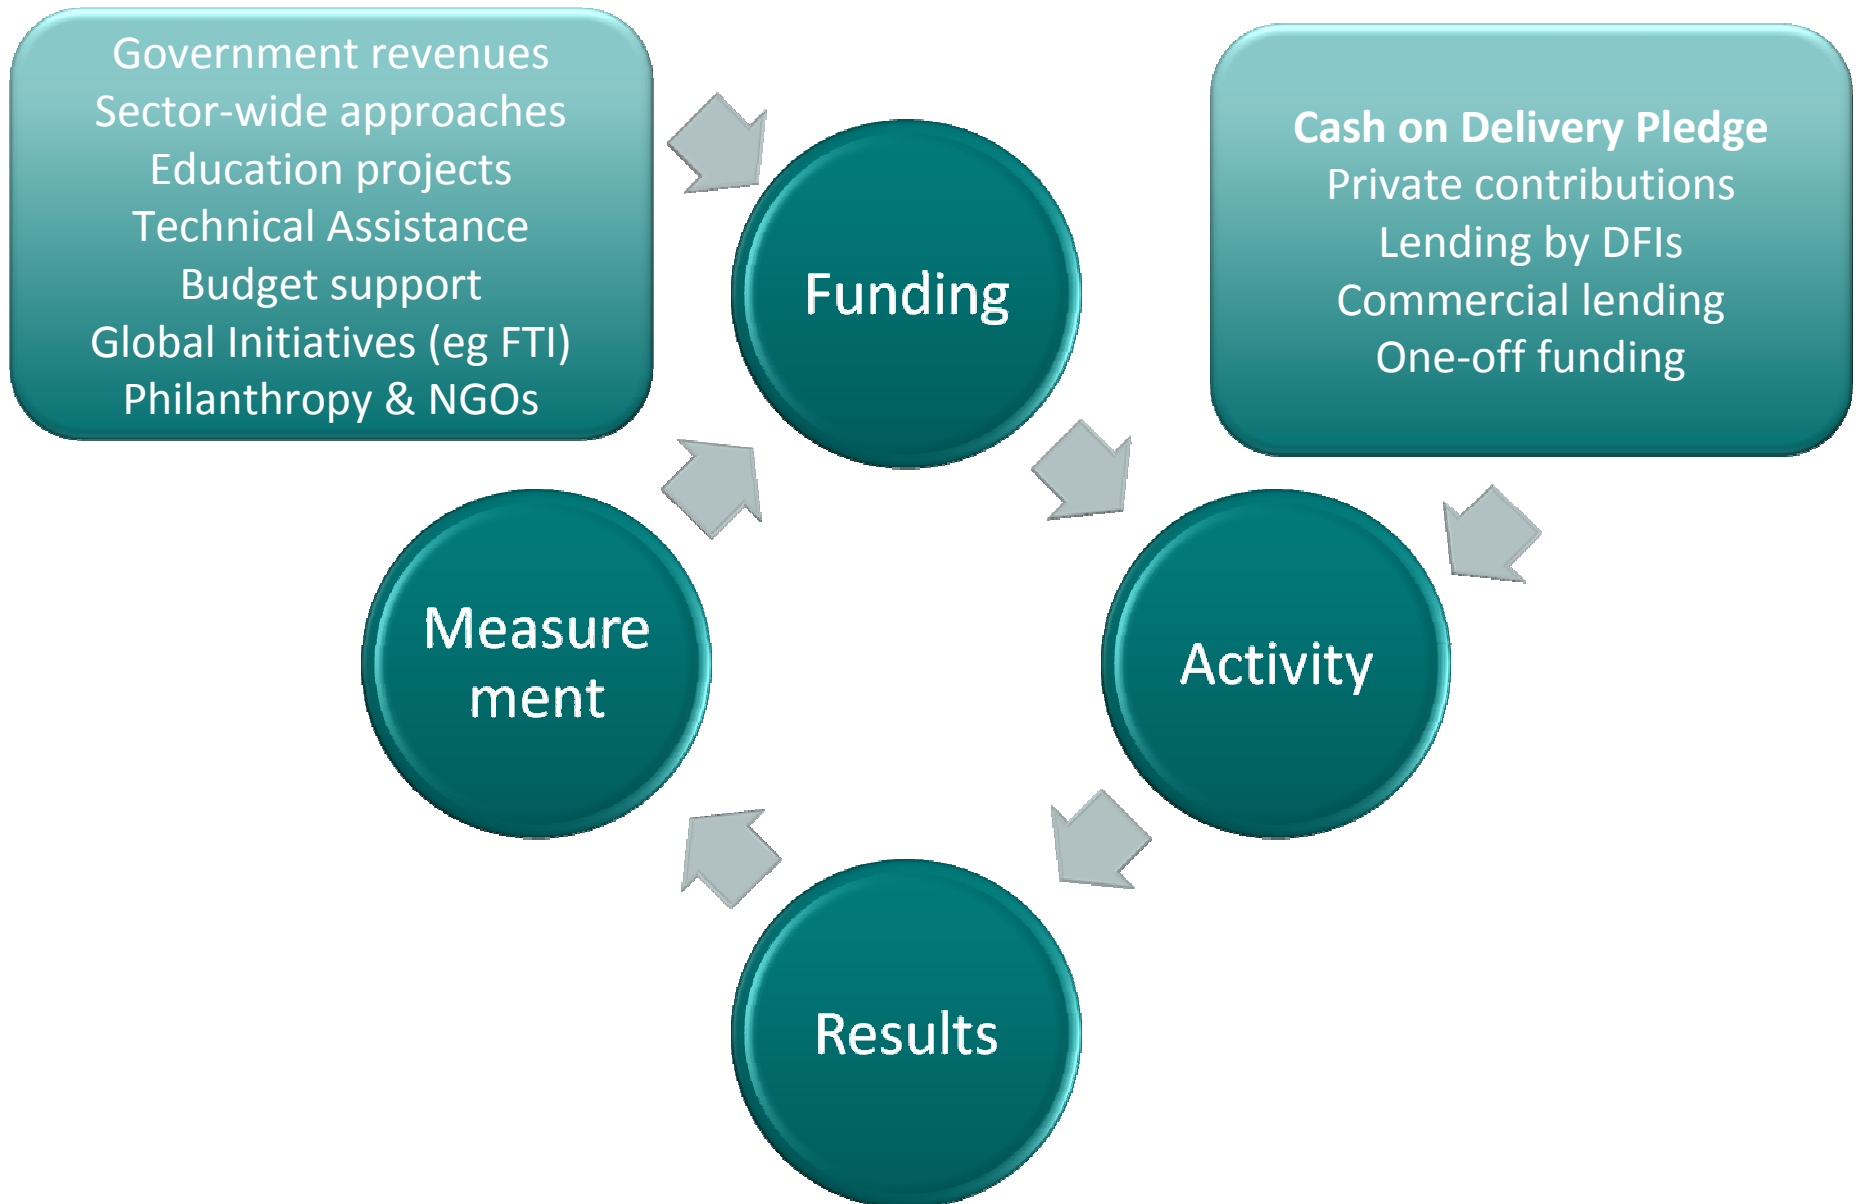 Government revenues
Sector-wide approaches
Education projects
Technical Assistance
Budget support
Global Initiatives (eg FTI)
Philanthropy & NGOs
Cash on Delivery Pledge
Private contributions
Lending by DFIs
Commercial lending
One-off funding
Funding
Measure
ment
Activity
Results